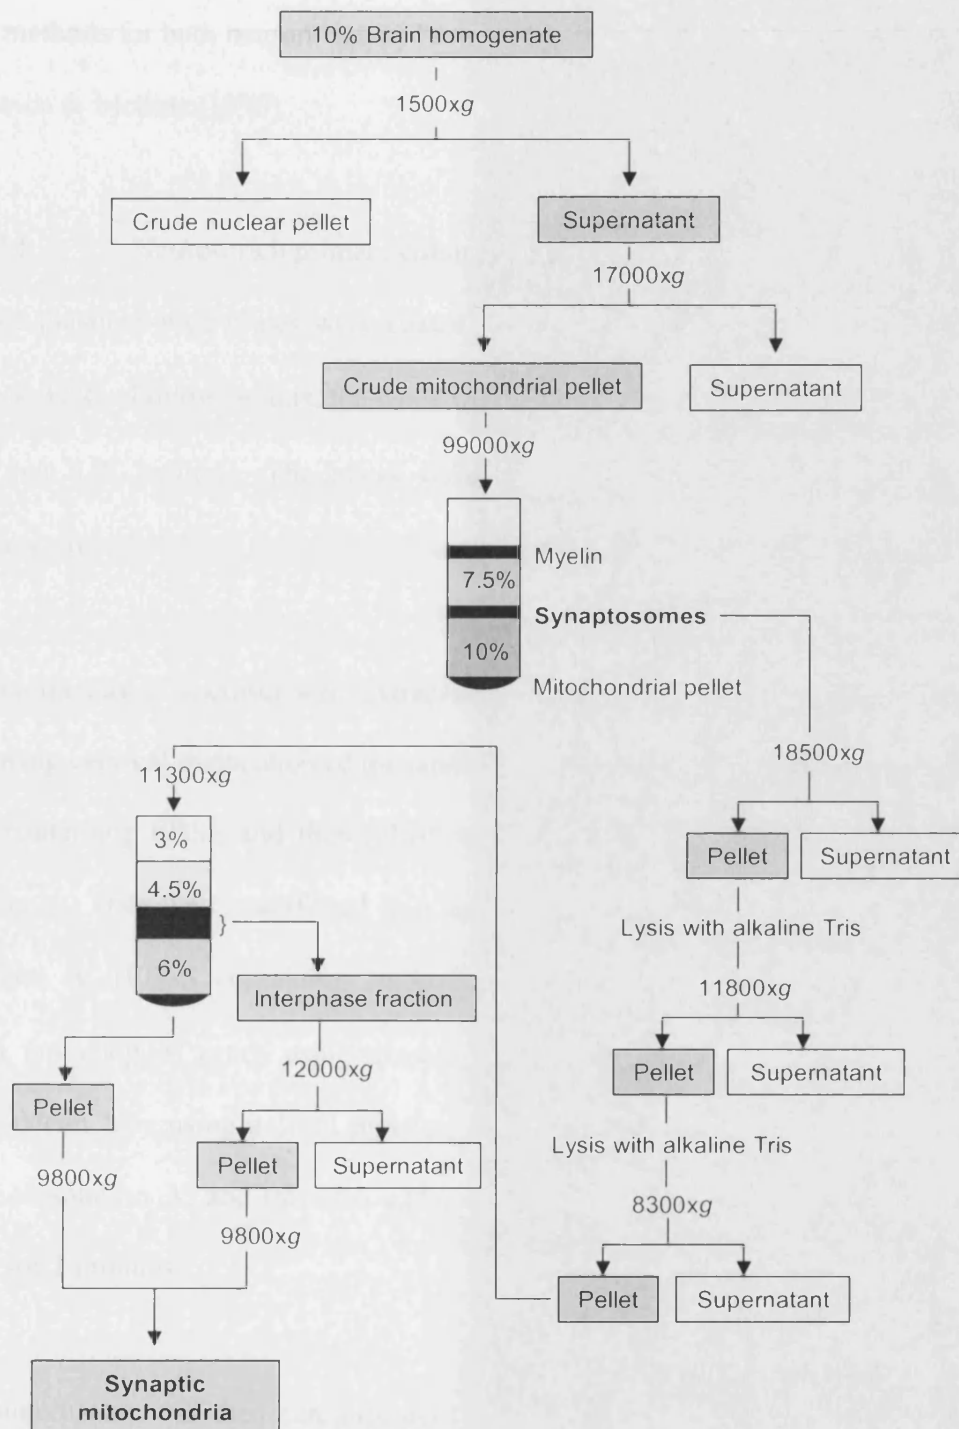 10% Brain homogenate
1500xg
Crude nuclear pellet
Supernatant
17000xg
Crude mitochondrial pellet
Supernatant
99000xg
Myelin
7.5%
Synaptosomes
10%
Mitochondrial pellet
18500xg
11300xg
3%
Pellet
Supernatant
4.5%
Lysis with alkaline Tris
}
6%
Interphase fraction
11800xg
Pellet
Supernatant
12000xg
Pellet
Lysis with alkaline Tris
Pellet
Supernatant
9800xg
8300xg
9800xg
Pellet
Supernatant
Synaptic
mitochondria